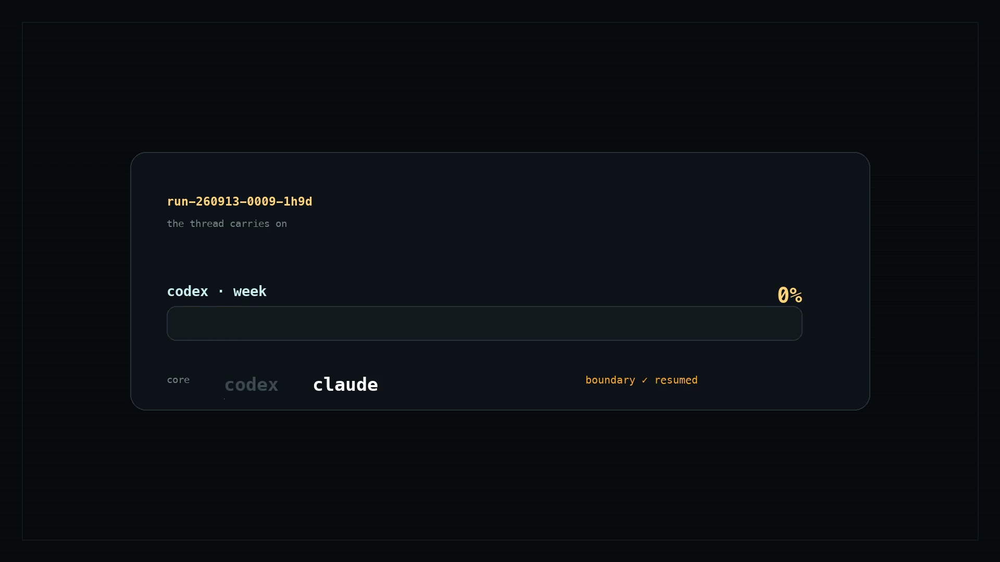 run-260913-0009-1h9d
the thread carries on
codex · week
0%
core codex claude boundary ✓ resumed